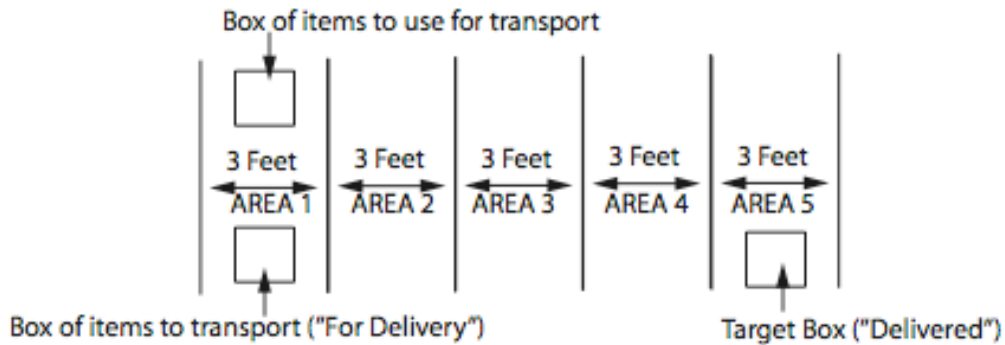 Box of items to use for transport
3 Feet 3 Feet 3 Feet 3 Feet 3 Feet
AREA 1 AREA 2 AREA 3 AREA 4 AREA 5
Box of items to transport ("For Delivery") Target Box ("Delivered")